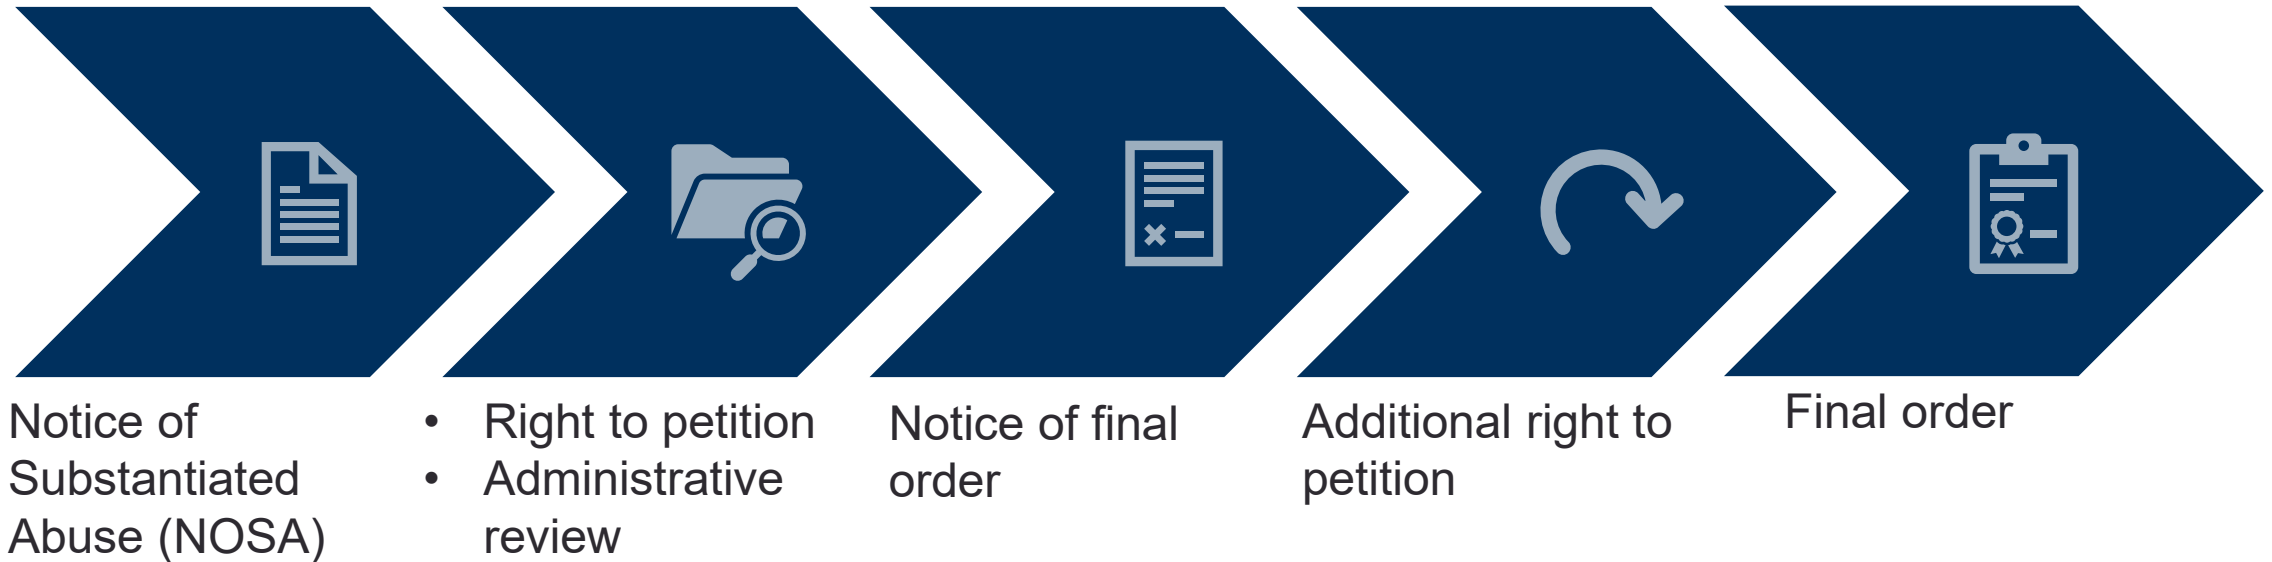 Notice of
Substantiated
Abuse (NOSA)
• Right to petition
• Administrative
review
Notice of final
order
Additional right to
petition
Final order